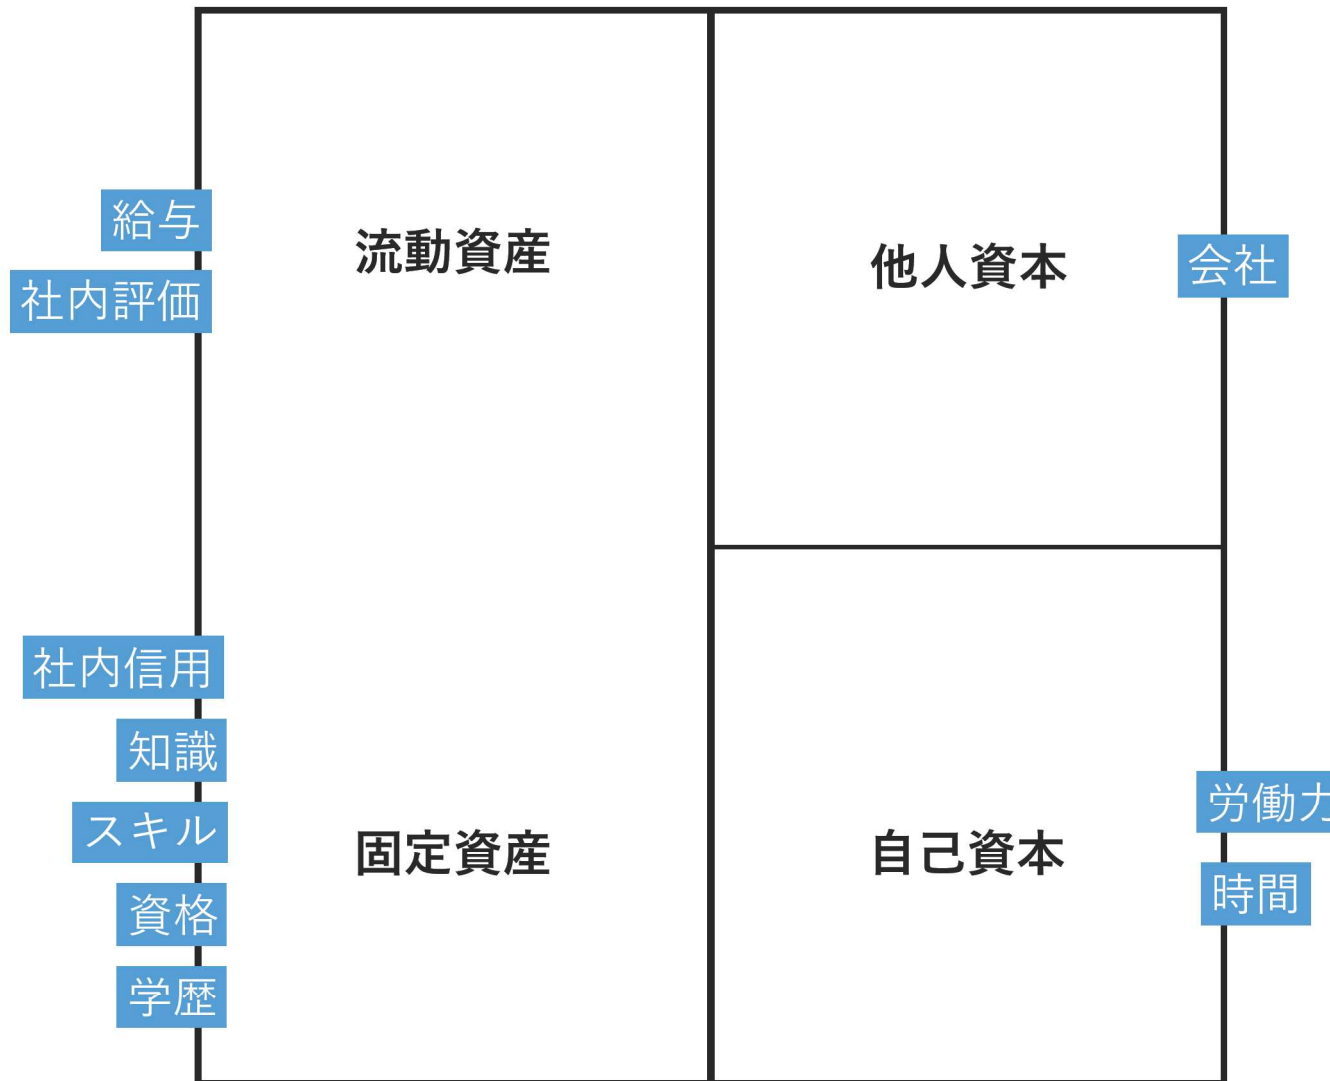 給与
社内評価
流動資産
他人資本
会社
社内信用
知識
スキル
資格
学歴
固定資産
自己資本
労働力
時間